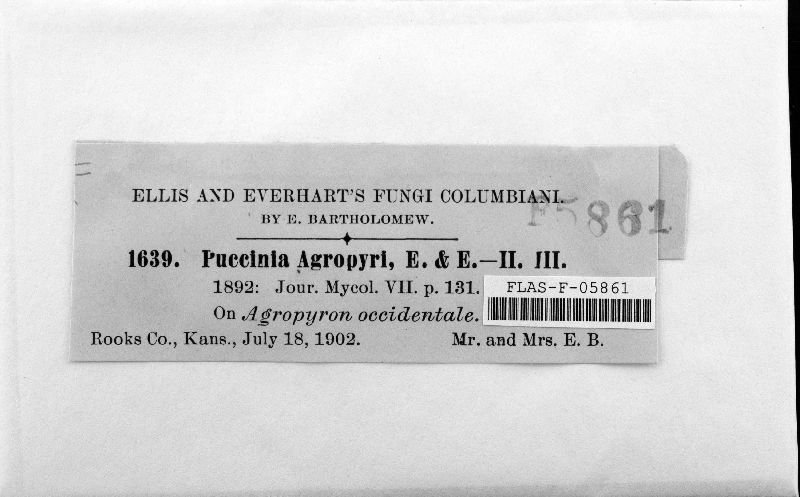 ELLIS AND EVERHART'S FUNGI COLUMBIANI.
BY E. BARTHOLOMEW.
F5861
1639. Puccinia Agropyri, E. & E.—II. III.
1892: Jour. Mycol. VII. p. 131.
FLAS-F-05861
On Agropyron occidentale.
Rooks Co., Kans., July 18, 1902. Mr. and Mrs. E. B.